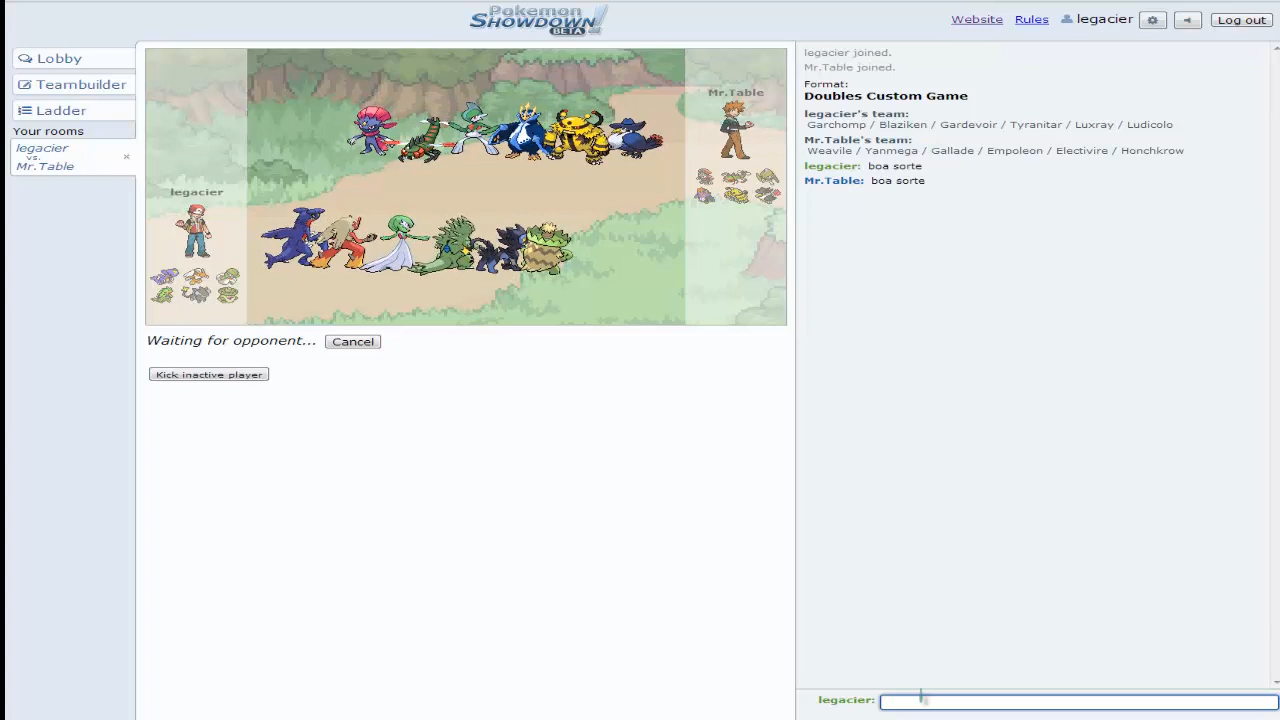 Pokemon
SHOWDOWN!
BETA
Website Rules legacier Log out
Lobby
Teambuilder
Ladder
Your rooms
legacier
vs.
Mr.Table
Mr.Table
legacier
Waiting for opponent... Cancel
Kick inactive player
legacier joined.
Mr.Table joined.
Format:
Doubles Custom Game
legacier's team:
Garchomp / Blaziken / Gardevoir / Tyranitar / Luxray / Ludicolo
Mr.Table's team:
Weavile / Yanmega / Gallade / Empoleon / Electivire / Honchkrow
legacier: boa sorte
Mr.Table: boa sorte
legacier: